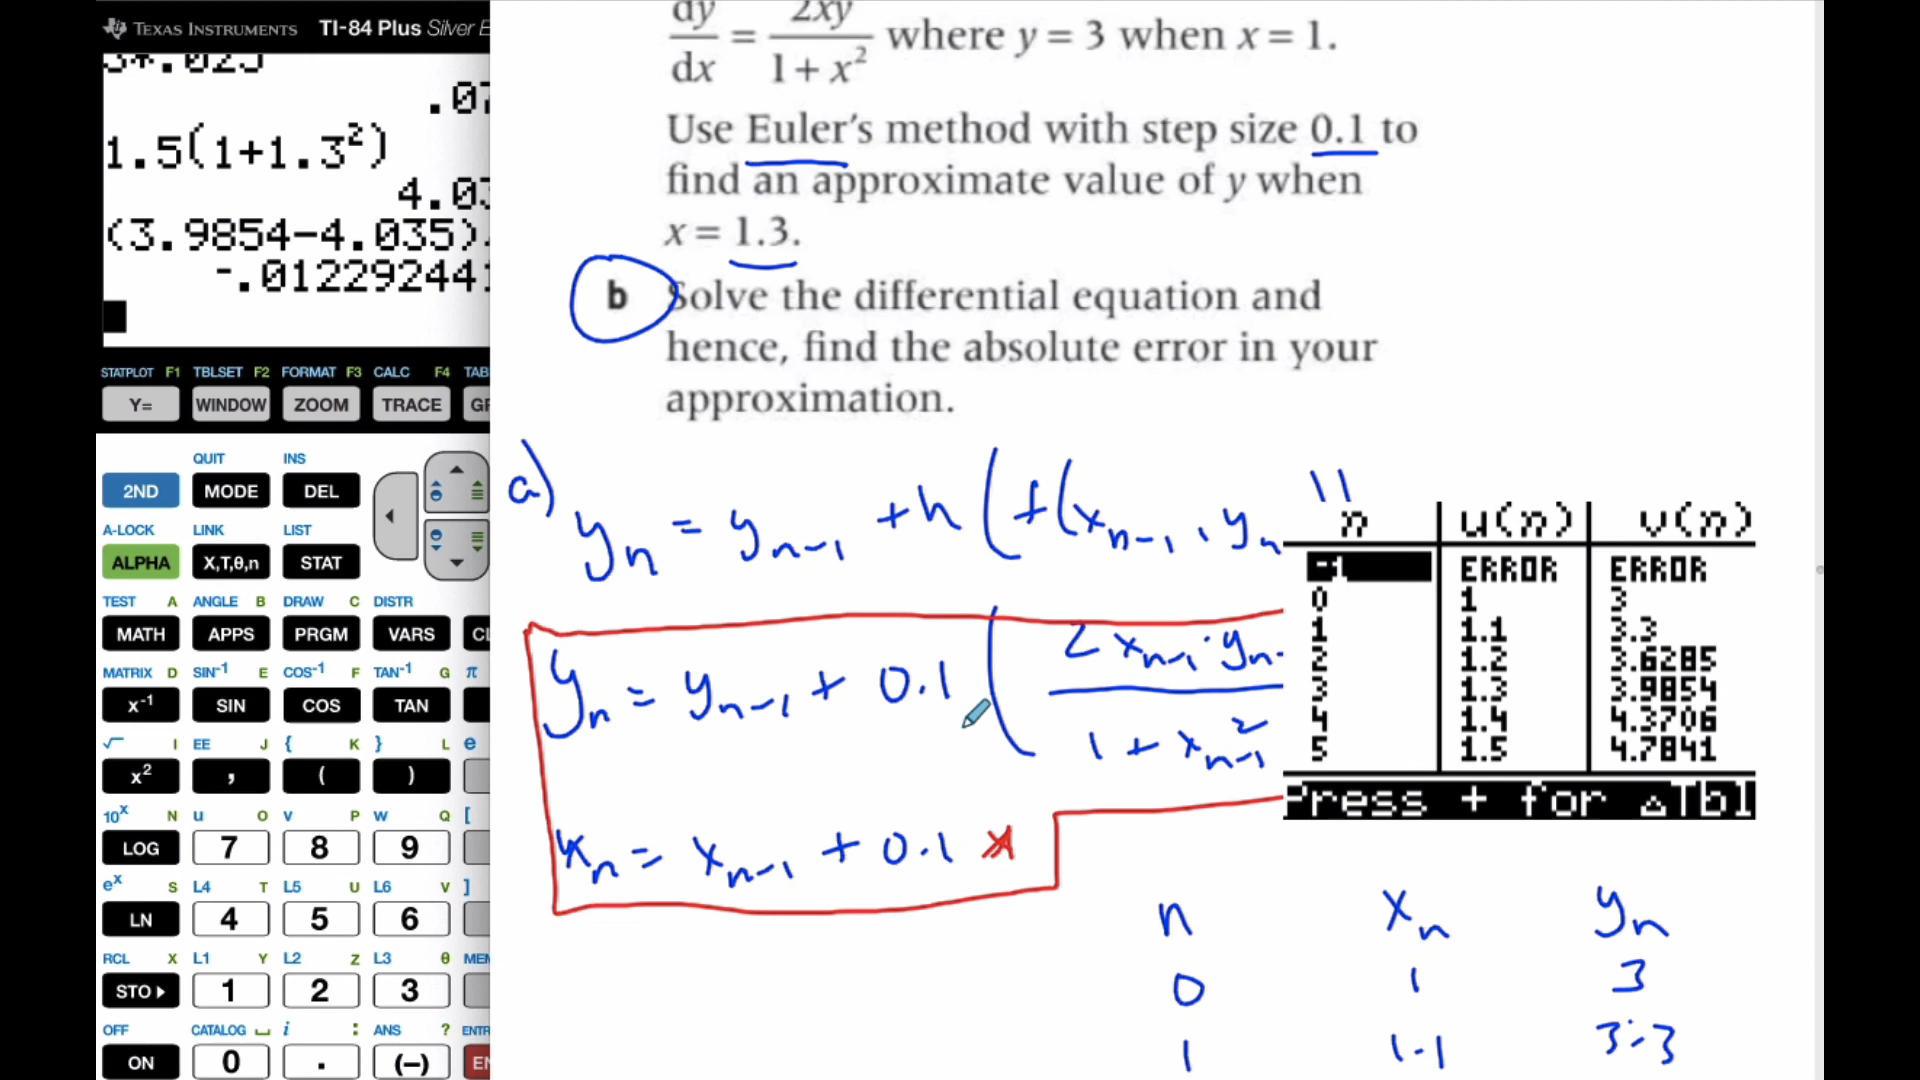 TEXAS INSTRUMENTS TI-84 Plus Silver E
3*.025
.07
1.5(1+1.3²)
4.03
(3.9854-4.035)
-.012292441
STATPLOT F1 TBLSET F2 FORMAT F3 CALC F4 TAB
Y= WINDOW ZOOM TRACE GR
QUIT INS
2ND MODE DEL
A-LOCK LINK LIST
ALPHA X,T,θ,n STAT
TEST A ANGLE B DRAW C DISTR
MATH APPS PRGM VARS CL
MATRIX D SIN⁻¹ E COS⁻¹ F TAN⁻¹ G π
x⁻¹ SIN COS TAN
√ I EE J { K } L e
x² , ( )
10ˣ N u O v P w Q [
LOG 7 8 9
eˣ S L4 T L5 U L6 V ]
LN 4 5 6
RCL X L1 Y L2 Z L3 θ MEM
STO▸ 1 2 3
OFF CATALOG ⎵ i : ANS ? ENTR
ON 0 . (−) EN
dy/dx = 2xy/(1 + x²) where y = 3 when x = 1.
Use Euler's method with step size 0.1 to
find an approximate value of y when
x = 1.3.
b Solve the differential equation and
hence, find the absolute error in your
approximation.
a) yₙ = yₙ₋₁ + h (f(xₙ₋₁, yₙ
yₙ = yₙ₋₁ + 0.1 (2xₙ₋₁·yₙ₋ / 1 + xₙ₋₁²
xₙ = xₙ₋₁ + 0.1
n u(n) v(n)
-1 ERROR ERROR
0 1 3
1 1.1 3.3
2 1.2 3.6285
3 1.3 3.9854
4 1.4 4.3706
5 1.5 4.7841
Press + for △Tbl
n xₙ yₙ
0 1 3
1 1.1 3.3